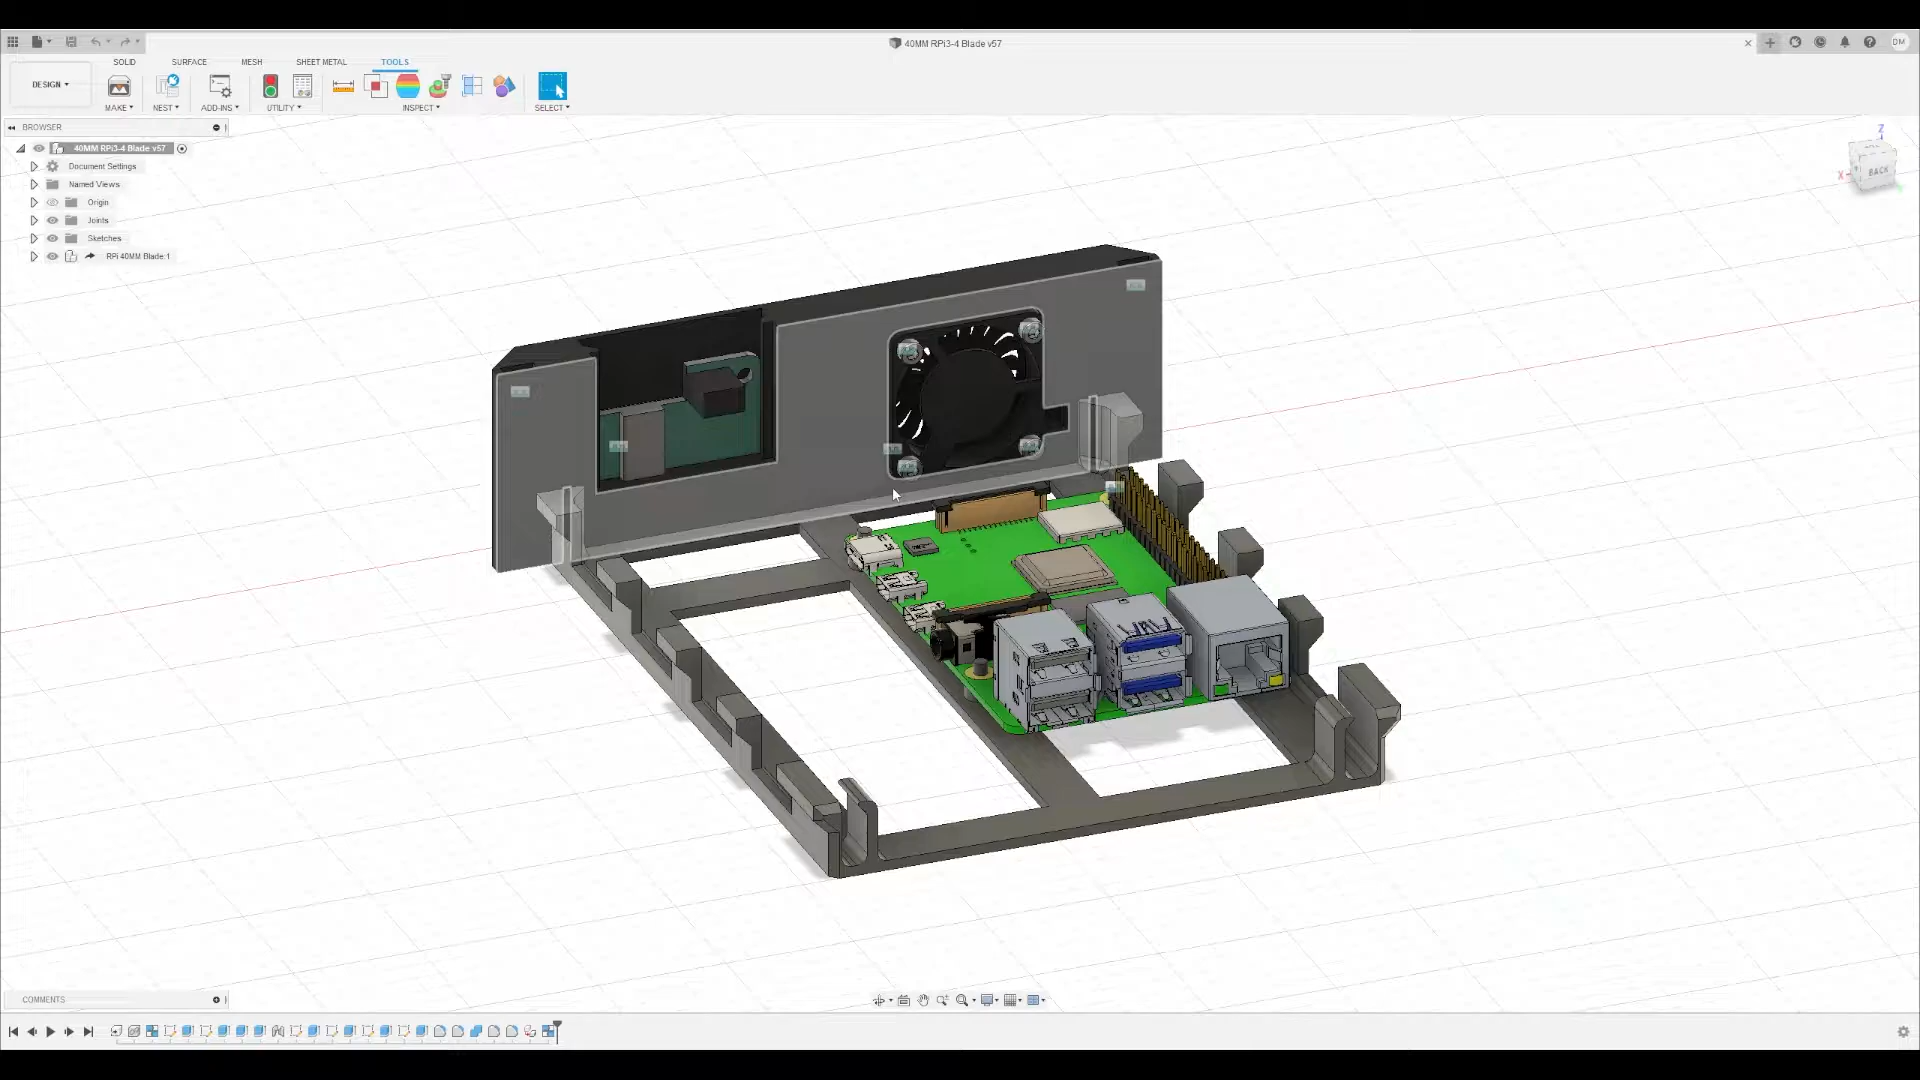 40MM RPi3-4 Blade v57
DM
SOLID SURFACE MESH SHEET METAL TOOLS
DESIGN
MAKE NEST ADD-INS UTILITY INSPECT SELECT
BROWSER
40MM RPi3-4 Blade v57
Document Settings
Named Views
Origin
Joints
Sketches
RPi 40MM Blade:1
Z
X
BACK
COMMENTS